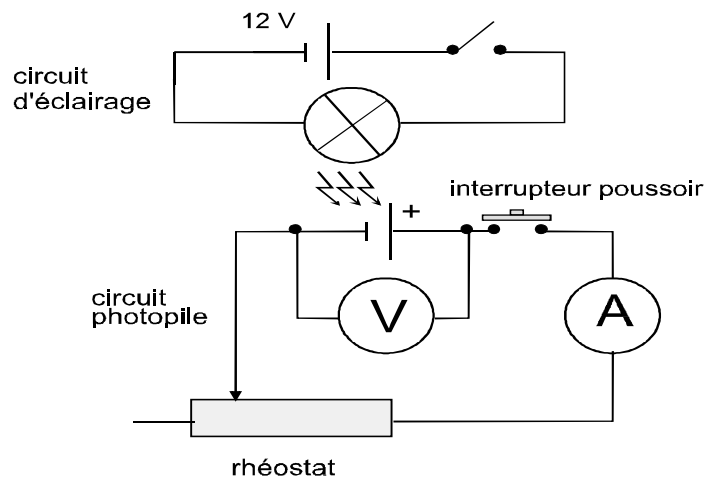 12 V
circuit
d'éclairage
interrupteur poussoir
+
circuit
photopile
V
A
rhéostat